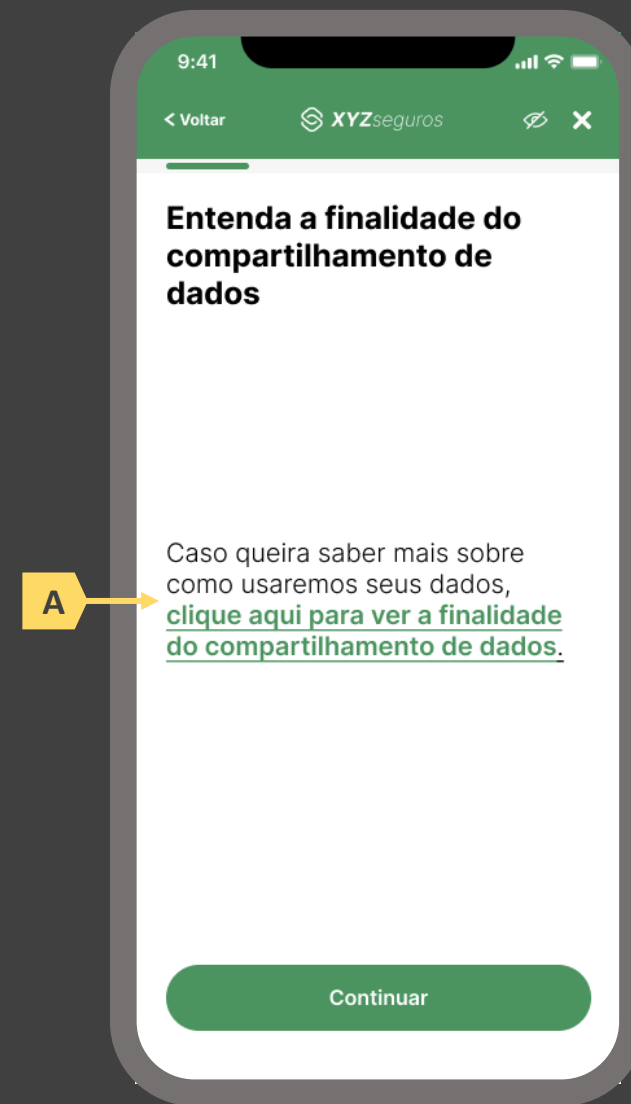 9:41
< Voltar
XYZseguros
Entenda a finalidade do
compartilhamento de
dados
Caso queira saber mais sobre
como usaremos seus dados,
A
clique aqui para ver a finalidade
do compartilhamento de dados.
Continuar